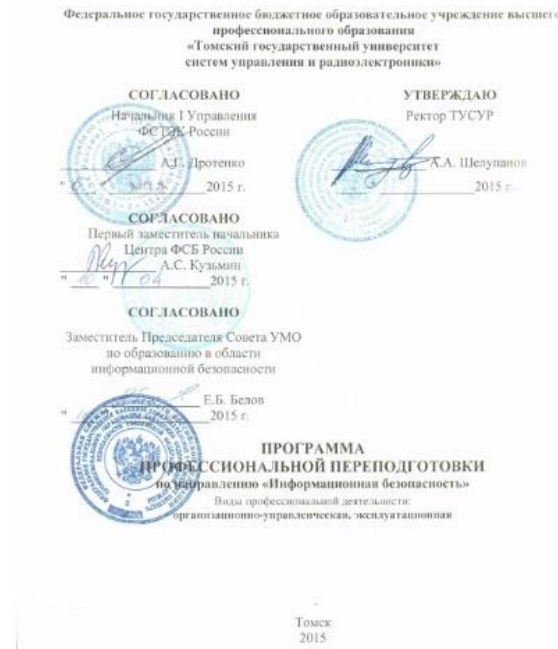 Федеральное государственное бюджетное образовательное учреждение высшего
профессионального образования
«Томский государственный университет
систем управления и радиоэлектроники»
СОГЛАСОВАНО
Начальник I Управления
ФСТЭК России
Дротенко
2015 г.
УТВЕРЖДАЮ
Ректор ТУСУР
А.А. Шелупанов
2015 г.
СОГЛАСОВАНО
Первый заместитель начальника
Центра ФСБ России
А.С. Кузьмин
" 10 " 04 2015 г.
СОГЛАСОВАНО
Заместитель Председателя Совета УМО
по образованию в области
информационной безопасности
Е.Б. Белов
2015 г.
ПРОГРАММА
ПРОФЕССИОНАЛЬНОЙ ПЕРЕПОДГОТОВКИ
по направлению «Информационная безопасность»
Виды профессиональной деятельности:
организационно-управленческая, эксплуатационная
Томск
2015